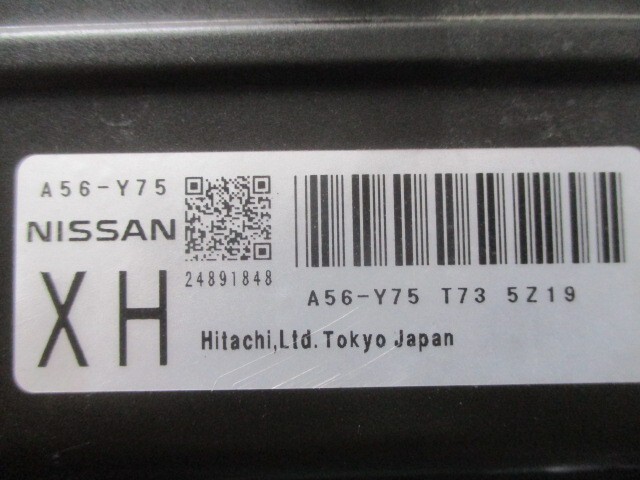 A56-Y75
NISSAN
24891848
XH
A56-Y75 T73 5Z19
Hitachi,Ltd.Tokyo Japan